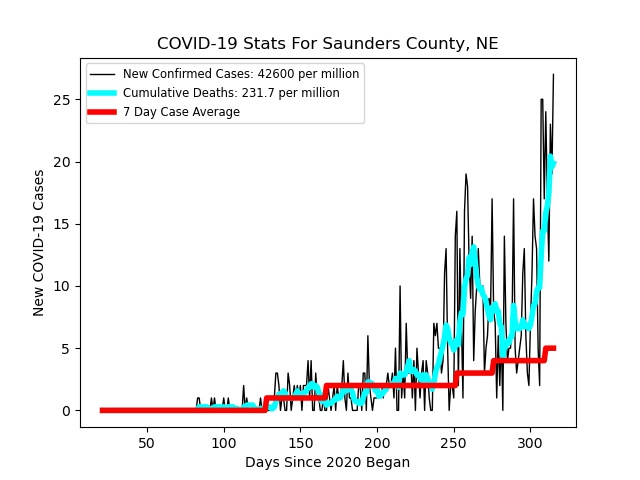 COVID-19 Stats For Saunders County, NE
New Confirmed Cases: 42600 per million
Cumulative Deaths: 231.7 per million
7 Day Case Average
25
20
15
10
5
0
New COVID-19 Cases
50 100 150 200 250 300
Days Since 2020 Began